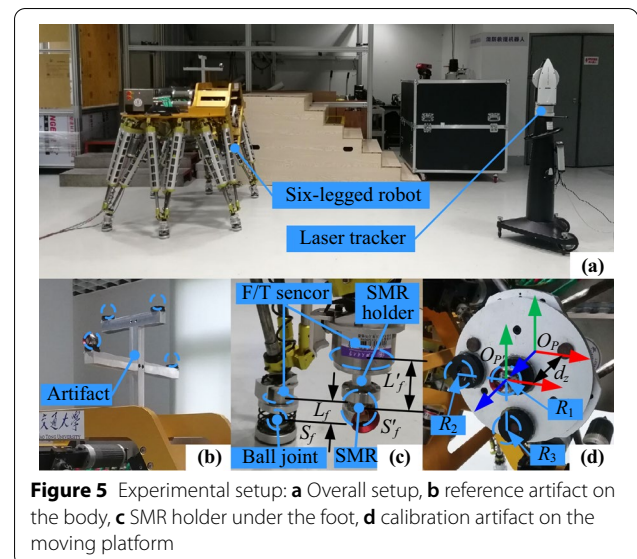 Six-legged robot
Laser tracker
(a)
F/T sencor
SMR
holder
Artifact
L'f
Lf
Sf
S'f
Ball joint
SMR
(b)
(c)
OP
OP'
dz
R1
R2
R3
(d)
Figure 5 Experimental setup: a Overall setup, b reference artifact on
the body, c SMR holder under the foot, d calibration artifact on the
moving platform